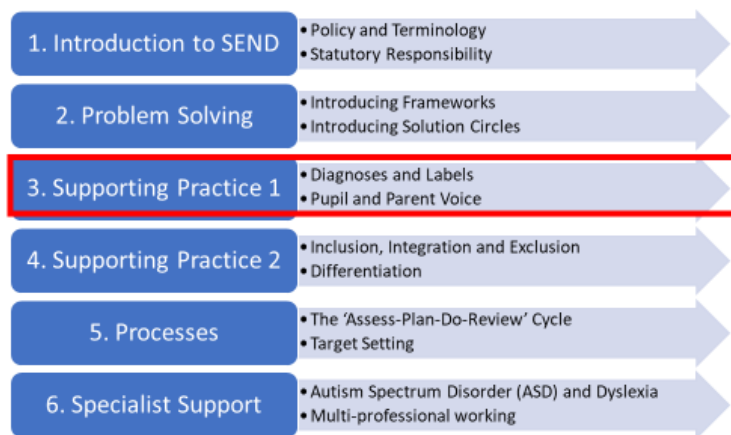 1. Introduction to SEND
• Policy and Terminology
• Statutory Responsibility
2. Problem Solving
• Introducing Frameworks
• Introducing Solution Circles
3. Supporting Practice 1
• Diagnoses and Labels
• Pupil and Parent Voice
4. Supporting Practice 2
• Inclusion, Integration and Exclusion
• Differentiation
5. Processes
• The ‘Assess-Plan-Do-Review’ Cycle
• Target Setting
6. Specialist Support
• Autism Spectrum Disorder (ASD) and Dyslexia
• Multi-professional working